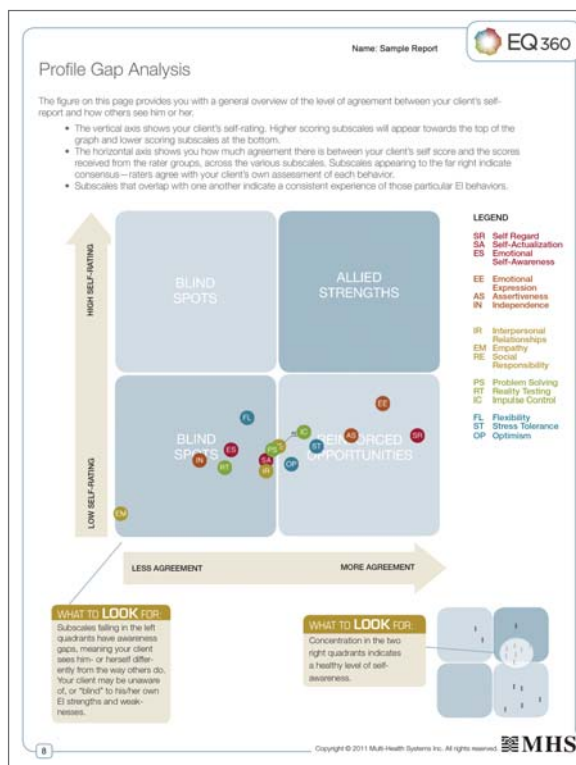 Name: Sample Report
EQ 360
Profile Gap Analysis
The figure on this page provides you with a general overview of the level of agreement between your client's self-
report and how others see him or her.
• The vertical axis shows your client's self-rating. Higher scoring subscales will appear towards the top of the
graph and lower scoring subscales at the bottom.
• The horizontal axis shows you how much agreement there is between your client's self score and the scores
received from the rater groups, across the various subscales. Subscales appearing to the far right indicate
consensus—raters agree with your client's own assessment of each behavior.
• Subscales that overlap with one another indicate a consistent experience of those particular EI behaviors.
HIGH SELF-RATING
LOW SELF-RATING
BLIND
SPOTS
ALLIED
STRENGTHS
BLIND
SPOTS
REINFORCED
OPPORTUNITIES
EE
FL
IC
AS
SR
ES
PS
ST
IN
SA
RT
IR
OP
EM
LEGEND
SR Self Regard
SA Self-Actualization
ES Emotional
Self-Awareness
EE Emotional
Expression
AS Assertiveness
IN Independence
IR Interpersonal
Relationships
EM Empathy
RE Social
Responsibility
PS Problem Solving
RT Reality Testing
IC Impulse Control
FL Flexibility
ST Stress Tolerance
OP Optimism
LESS AGREEMENT
MORE AGREEMENT
WHAT TO LOOK FOR:
Subscales falling in the left
quadrants have awareness
gaps, meaning your client
sees him- or herself differ-
ently from the way others do.
Your client may be unaware
of, or "blind" to his/her own
EI strengths and weak-
nesses.
WHAT TO LOOK FOR:
Concentration in the two
right quadrants indicates
a healthy level of self-
awareness.
8
Copyright © 2011 Multi-Health Systems Inc. All rights reserved.
MHS